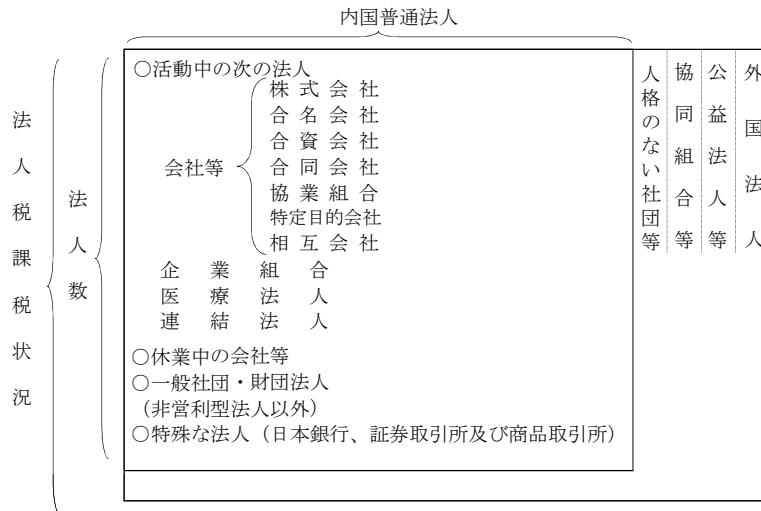 内国普通法人
法人税課税状況
法人数
○活動中の次の法人
会社等
株式会社
合名会社
合資会社
合同会社
協業組合
特定目的会社
相互会社
企業組合
医療法人
連結法人
○休業中の会社等
○一般社団・財団法人
（非営利型法人以外）
○特殊な法人（日本銀行、証券取引所及び商品取引所）
人格のない社団等
協同組合等
公益法人等
外国法人